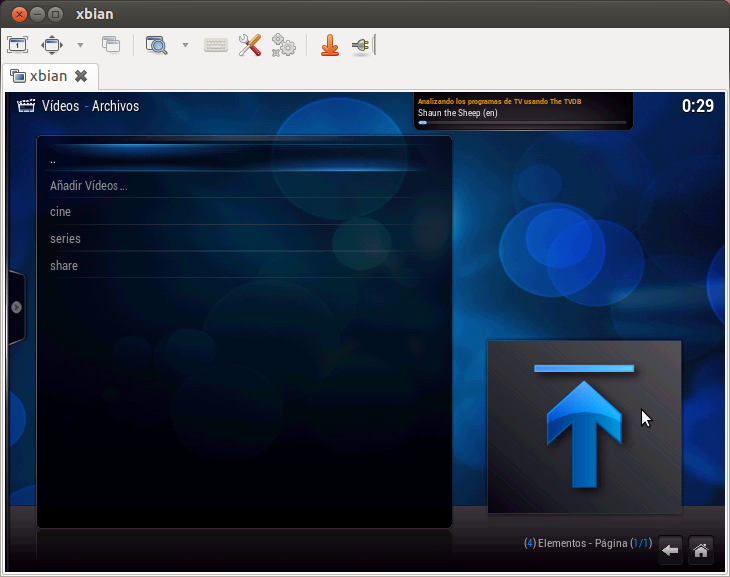 xbian
xbian
Vídeos - Archivos
Analizando los programas de TV usando The TVDB
Shaun the Sheep (en)
0:29
..
Añadir Vídeos...
cine
series
share
(4) Elementos - Página (1/1)